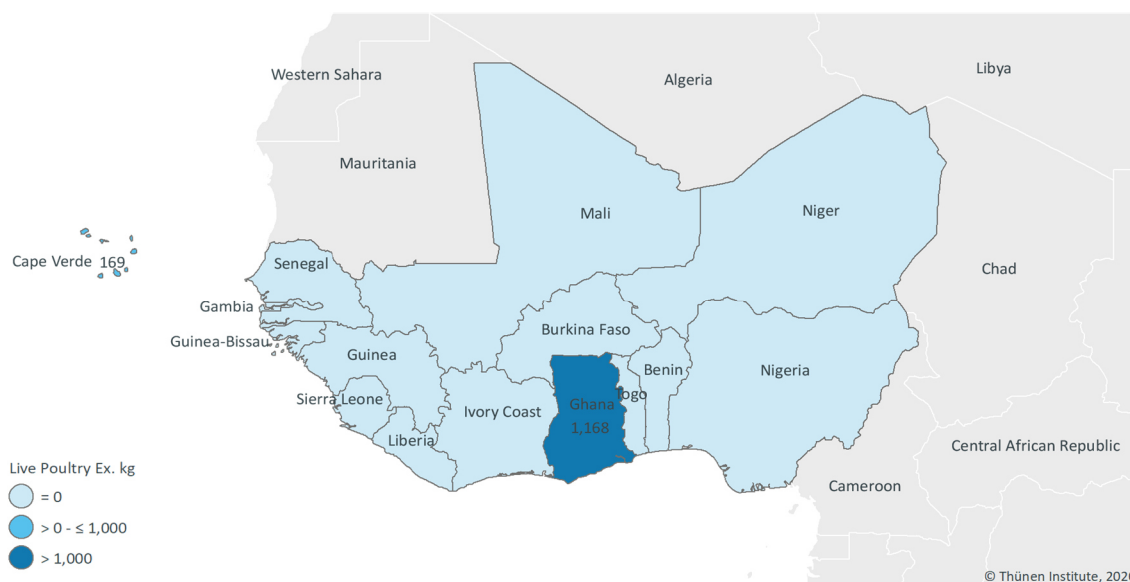 Western Sahara
Algeria
Libya
Mauritania
Mali
Niger
Cape Verde 169
Senegal
Chad
Gambia
Guinea-Bissau
Burkina Faso
Guinea
Benin
Nigeria
Sierra Leone
Ivory Coast
Ghana
1,168
Togo
Liberia
Central African Republic
Cameroon
Live Poultry Ex. kg
= 0
> 0 - ≤ 1,000
> 1,000
© Thünen Institute, 2020